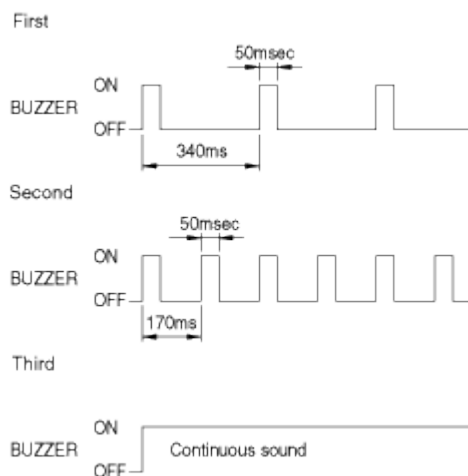 First
50msec
ON
BUZZER
OFF
340ms
Second
50msec
ON
BUZZER
OFF
170ms
Third
ON
BUZZER Continuous sound
OFF